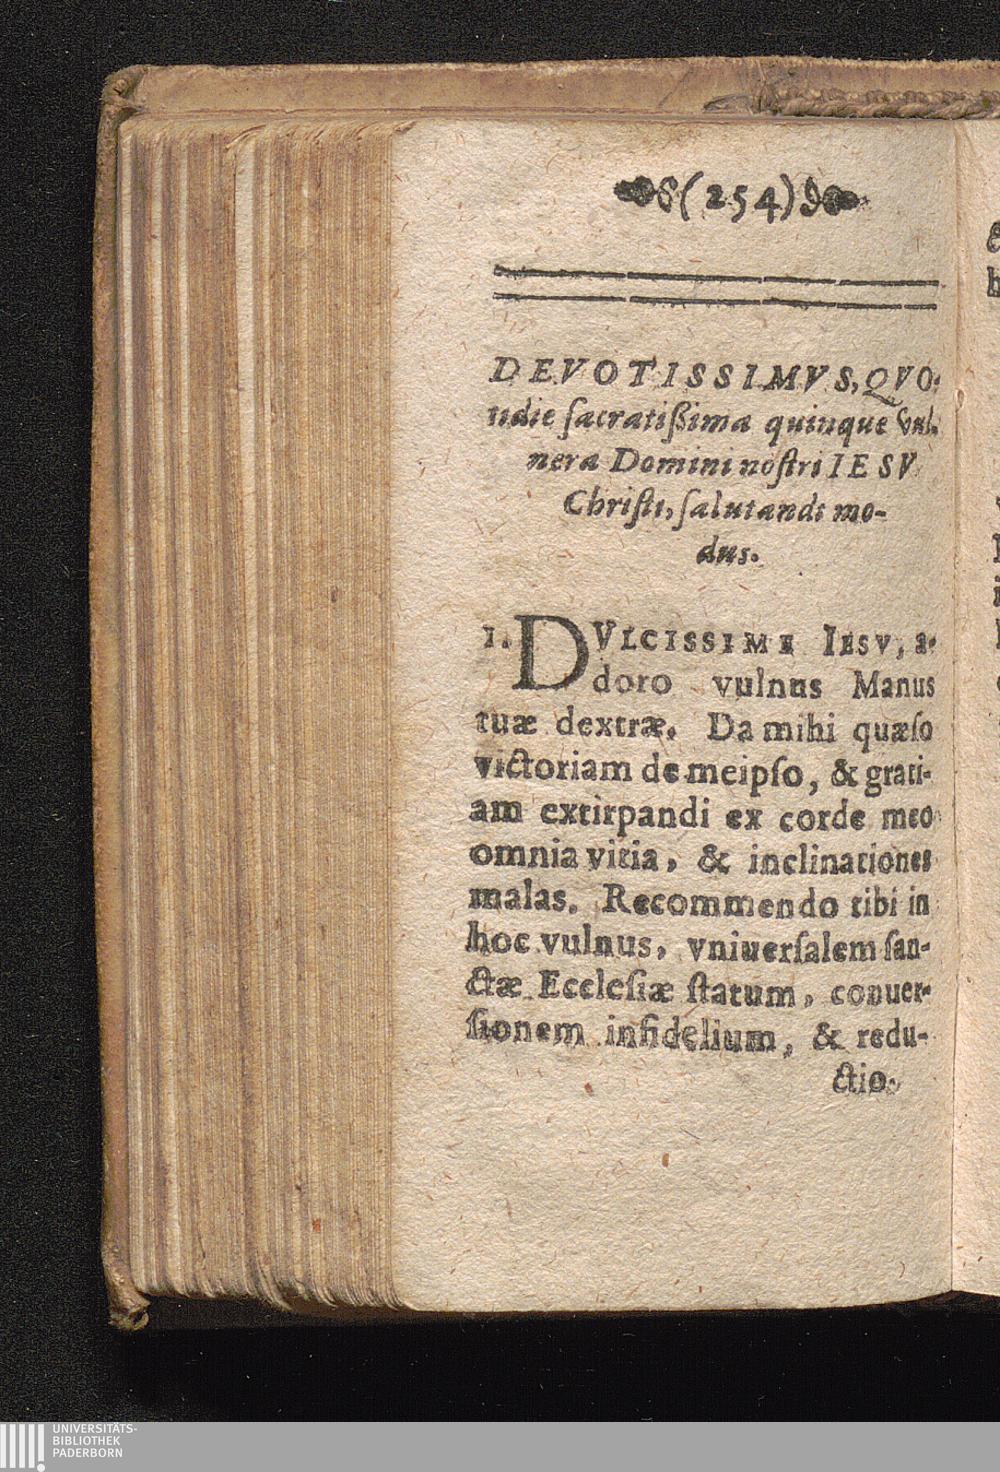 (254)
DEVOTISSIMVS, QVO-
tidie ſacratißima quinque Vul-
nera Domini noſtri IESV
Chriſti, ſalutandi mo-
dus.
1. DVLCISSIME IESV, a-
doro vulnus Manus
tuæ dextræ. Da mihi quæſo
victoriam de meipſo, & grati-
am extirpandi ex corde meo
omnia vitia, & inclinationes
malas. Recommendo tibi in
hoc vulnus, vniuerſalem ſan-
ctæ Eccleſiæ ſtatum, conuer-
ſionem infidelium, & redu-
ctio-
UNIVERSITÄTS-
BIBLIOTHEK
PADERBORN